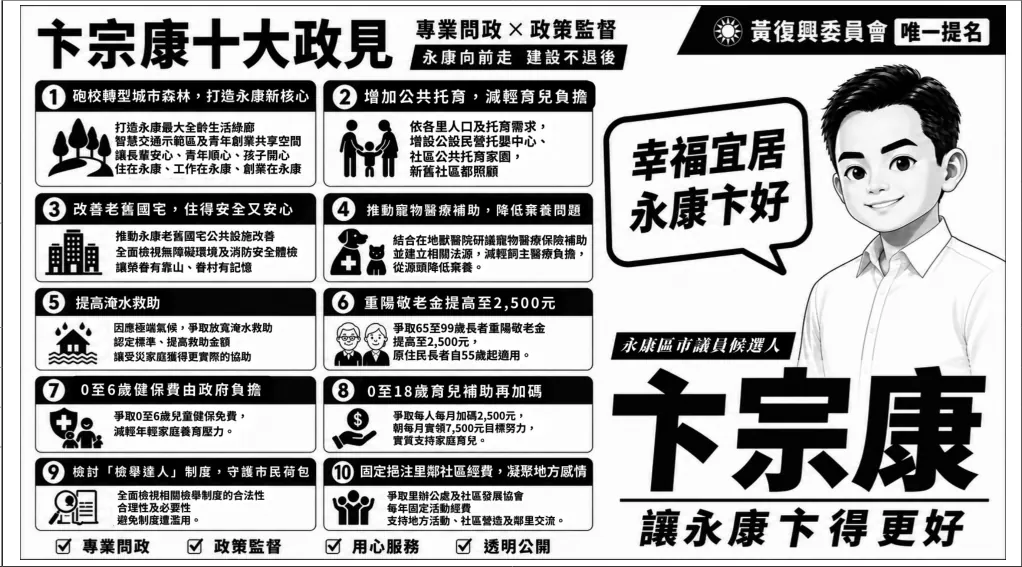 卞宗康十大政見
專業問政 × 政策監督
永康向前走 建設不退後
黃復興委員會 唯一提名
1 砲校轉型城市森林，打造永康新核心
打造永康最大全齡生活綠廊
智慧交通示範區及青年創業共享空間
讓長輩安心、青年順心、孩子開心
住在永康、工作在永康、創業在永康
2 增加公共托育，減輕育兒負擔
依各里人口及托育需求，
增設公設民營托嬰中心、
社區公共托育家園，
新舊社區都照顧
3 改善老舊國宅，住得安全又安心
推動永康老舊國宅公共設施改善
全面檢視無障礙環境及消防安全體檢
讓榮眷有靠山、眷村有記憶
4 推動寵物醫療補助，降低棄養問題
結合在地獸醫院研議寵物醫療保險補助
並建立相關法源，減輕飼主醫療負擔，
從源頭降低棄養。
5 提高淹水救助
因應極端氣候，爭取放寬淹水救助
認定標準、提高救助金額
讓受災家庭獲得更實際的協助
6 重陽敬老金提高至2,500元
爭取65至99歲長者重陽敬老金
提高至2,500元，
原住民長者自55歲起適用。
7 0至6歲健保費由政府負擔
爭取0至6歲兒童健保免費，
減輕年輕家庭養育壓力。
8 0至18歲育兒補助再加碼
$
爭取每人每月加碼2,500元，
朝每月實領7,500元目標努力，
實質支持家庭育兒。
9 檢討「檢舉達人」制度，守護市民荷包
全面檢視相關檢舉制度的合法性
合理性及必要性
避免制度遭濫用。
10 固定挹注里鄰社區經費，凝聚地方感情
爭取里辦公處及社區發展協會
每年固定活動經費
支持地方活動、社區營造及鄰里交流。
專業問政 政策監督 用心服務 透明公開
幸福宜居
永康卞好
永康區市議員候選人
卞宗康
讓永康卞得更好